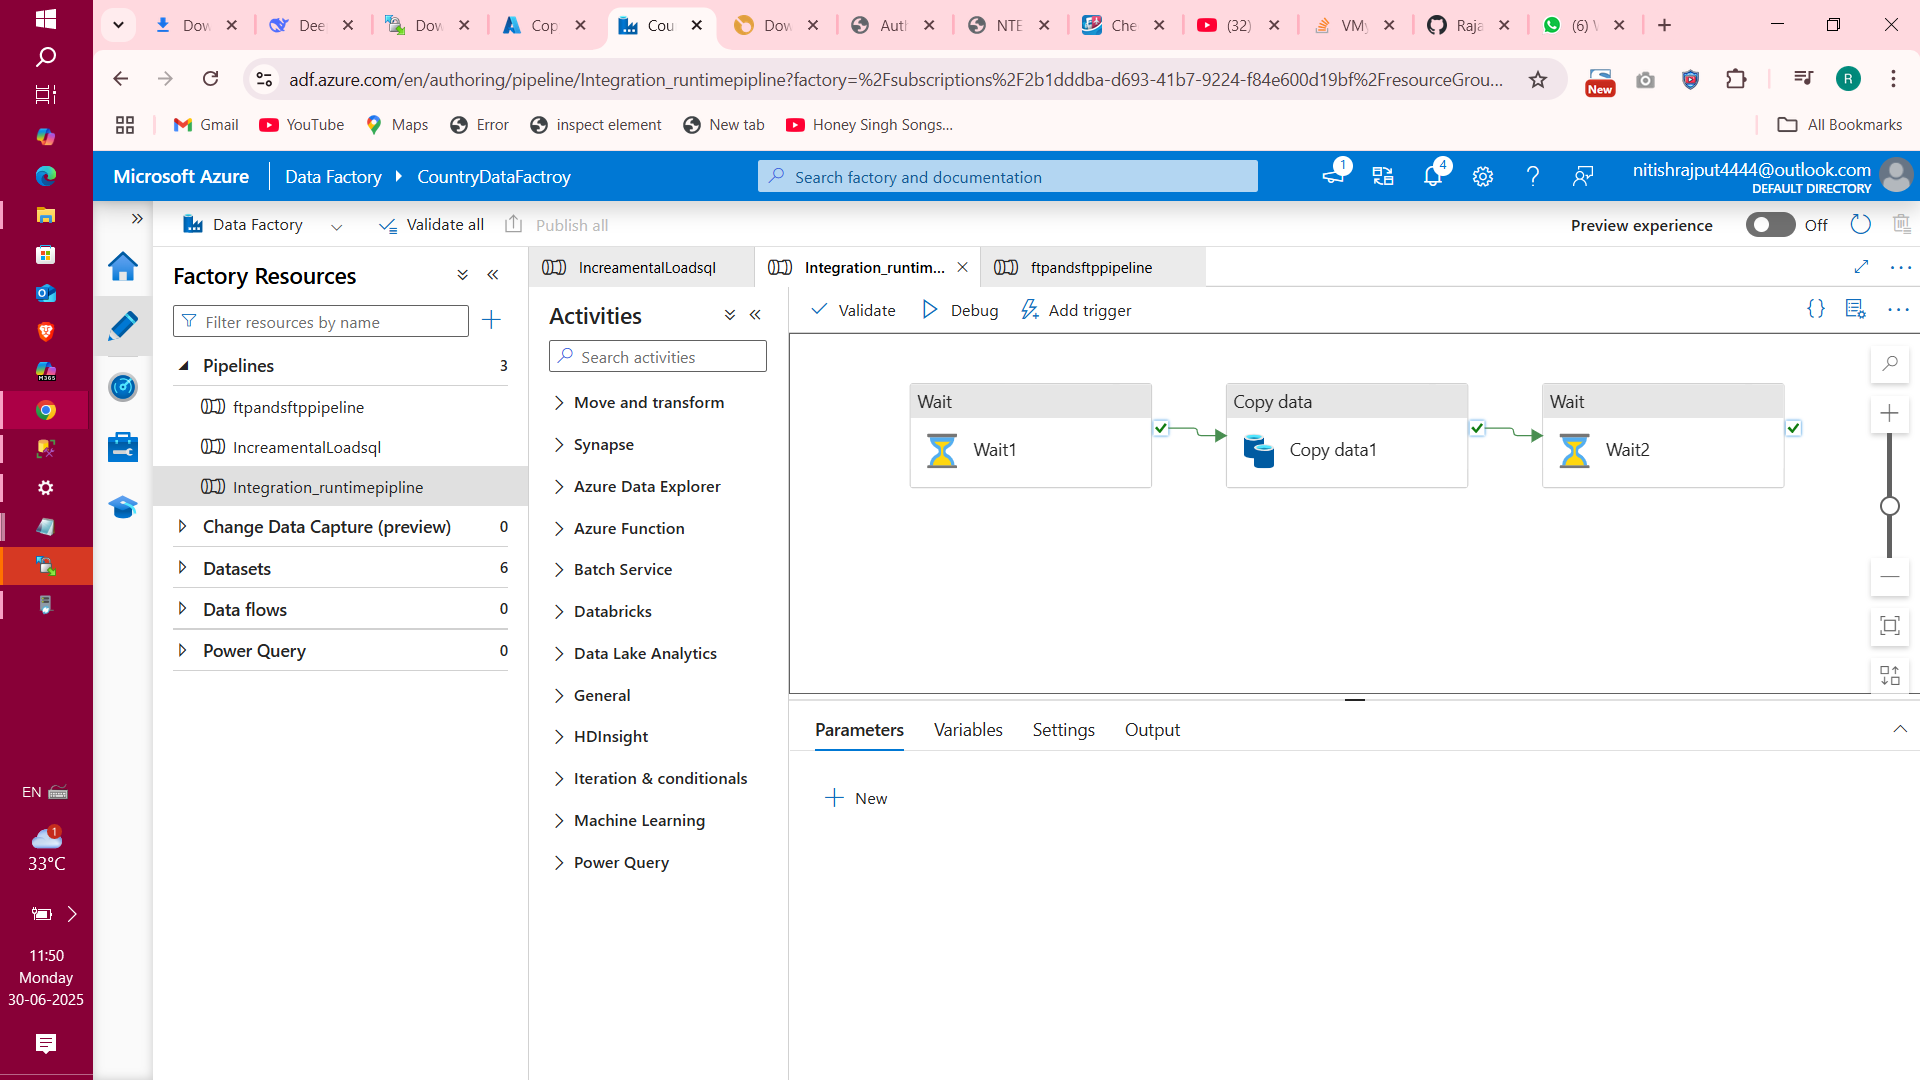 Dow
Deep
Dow
Cop
Cou
Dow
Auth
NTE
Che
(32)
VMy
Raja
(6) V
adf.azure.com/en/authoring/pipeline/Integration_runtimepipline?factory=%2Fsubscriptions%2F2b1dddba-d693-41b7-9224-f84e600d19bf%2FresourceGrou...
New
R
Gmail
YouTube
Maps
Error
inspect element
New tab
Honey Singh Songs...
All Bookmarks
Microsoft Azure
Data Factory
CountryDataFactroy
Search factory and documentation
1
4
nitishrajput4444@outlook.com
DEFAULT DIRECTORY
Data Factory
Validate all
Publish all
Preview experience
Off
Factory Resources
Filter resources by name
Pipelines 3
ftpandsftppipeline
IncreamentalLoadsql
Integration_runtimepipline
Change Data Capture (preview) 0
Datasets 6
Data flows 0
Power Query 0
IncreamentalLoadsql
Integration_runtim...
ftpandsftppipeline
Activities
Search activities
Move and transform
Synapse
Azure Data Explorer
Azure Function
Batch Service
Databricks
Data Lake Analytics
General
HDInsight
Iteration & conditionals
Machine Learning
Power Query
Validate
Debug
Add trigger
Wait
Wait1
Copy data
Copy data1
Wait
Wait2
Parameters
Variables
Settings
Output
New
M365
EN
1
33°C
11:50
Monday
30-06-2025